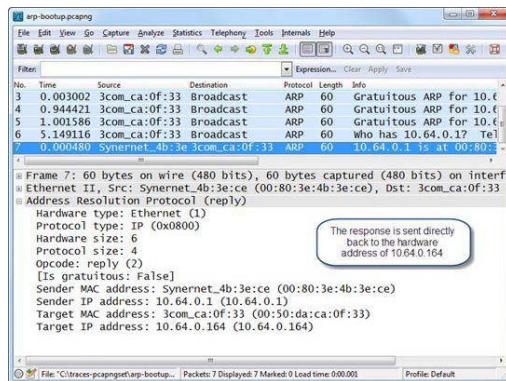 arp-bootup.pcapng
File Edit View Go Capture Analyze Statistics Telephony Tools Internals Help
Filter: Expression... Clear Apply Save
No. Time Source Destination Protocol Length Info
3 0.003002 3com_ca:0f:33 Broadcast ARP 60 Gratuitous ARP for 10.6
4 0.944421 3com_ca:0f:33 Broadcast ARP 60 Gratuitous ARP for 10.6
5 1.001586 3com_ca:0f:33 Broadcast ARP 60 Gratuitous ARP for 10.6
6 5.149116 3com_ca:0f:33 Broadcast ARP 60 Who has 10.64.0.1? Tel
7 0.000480 Synernet_4b:3e 3com_ca:0f:33 ARP 60 10.64.0.1 is at 00:80:3
Frame 7: 60 bytes on wire (480 bits), 60 bytes captured (480 bits) on interf
Ethernet II, Src: Synernet_4b:3e:ce (00:80:3e:4b:3e:ce), Dst: 3com_ca:0f:33
Address Resolution Protocol (reply)
Hardware type: Ethernet (1)
Protocol type: IP (0x0800)
Hardware size: 6
Protocol size: 4
Opcode: reply (2)
[Is gratuitous: False]
Sender MAC address: Synernet_4b:3e:ce (00:80:3e:4b:3e:ce)
Sender IP address: 10.64.0.1 (10.64.0.1)
Target MAC address: 3com_ca:0f:33 (00:50:da:ca:0f:33)
Target IP address: 10.64.0.164 (10.64.0.164)
The response is sent directly
back to the hardware
address of 10.64.0.164
File: "C:\traces-pcapngset\arp-bootup... Packets: 7 Displayed: 7 Marked: 0 Load time: 0:00.001 Profile: Default